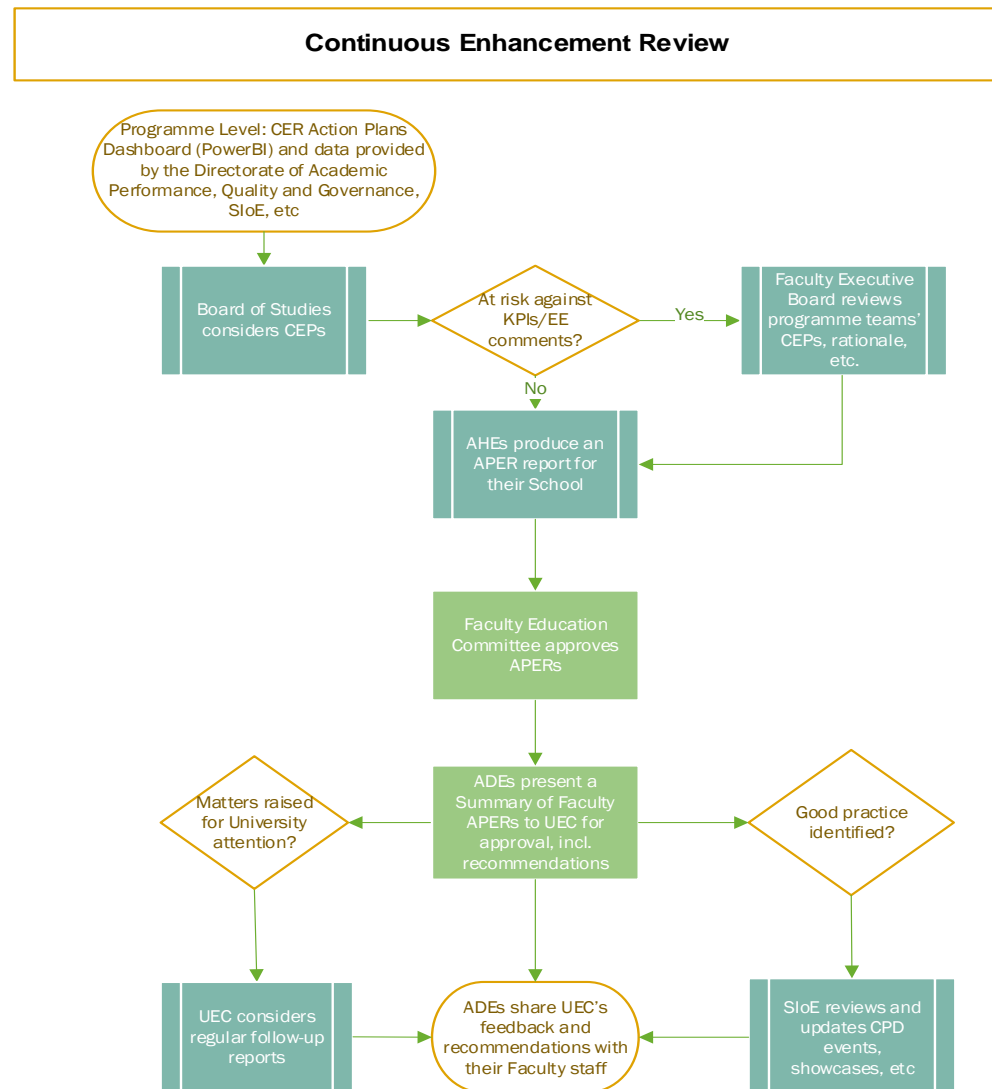 Continuous Enhancement Review
Programme Level: CER Action Plans
Dashboard (PowerBI) and data provided
by the Directorate of Academic
Performance, Quality and Governance,
SIoE, etc
Board of Studies
considers CEPs
At risk against
KPIs/EE
comments?
Yes
Faculty Executive
Board reviews
programme teams’
CEPs, rationale,
etc.
No
AHEs produce an
APER report for
their School
Faculty Education
Committee approves
APERs
Matters raised
for University
attention?
ADEs present a
Summary of Faculty
APERs to UEC for
approval, incl.
recommendations
Good practice
identified?
UEC considers
regular follow-up
reports
ADEs share UEC’s
feedback and
recommendations with
their Faculty staff
SIoE reviews and
updates CPD
events,
showcases, etc